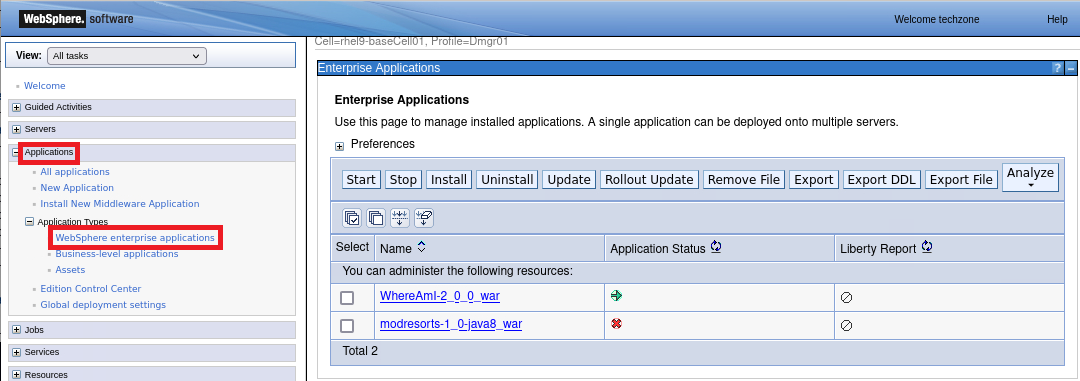 WebSphere. software
Welcome techzone
Help
View: All tasks
Welcome
Guided Activities
Servers
Applications
All applications
New Application
Install New Middleware Application
Application Types
WebSphere enterprise applications
Business-level applications
Assets
Edition Control Center
Global deployment settings
Jobs
Services
Resources
Cell=rhel9-baseCell01, Profile=Dmgr01
Enterprise Applications
Enterprise Applications
Use this page to manage installed applications. A single application can be deployed onto multiple servers.
Preferences
Start Stop Install Uninstall Update Rollout Update Remove File Export Export DDL Export File Analyze
Select Name Application Status Liberty Report
You can administer the following resources:
WhereAmI-2_0_0_war
modresorts-1_0-java8_war
Total 2